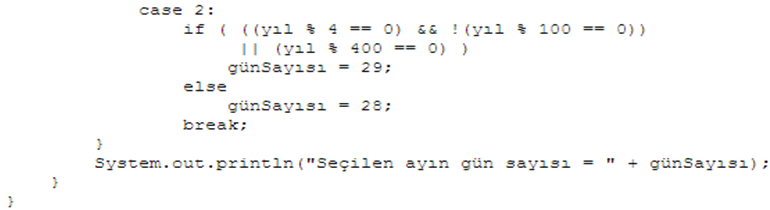 case 2:
if ( ((yıl % 4 == 0) && !(yıl % 100 == 0))
|| (yıl % 400 == 0) )
günSayısı = 29;
else
günSayısı = 28;
break;
}
System.out.println("Seçilen ayın gün sayısı = " + günSayısı);
}
}